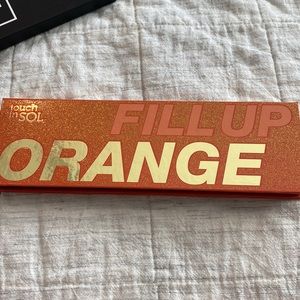 touch
in SOL
FILL UP
ORANGE